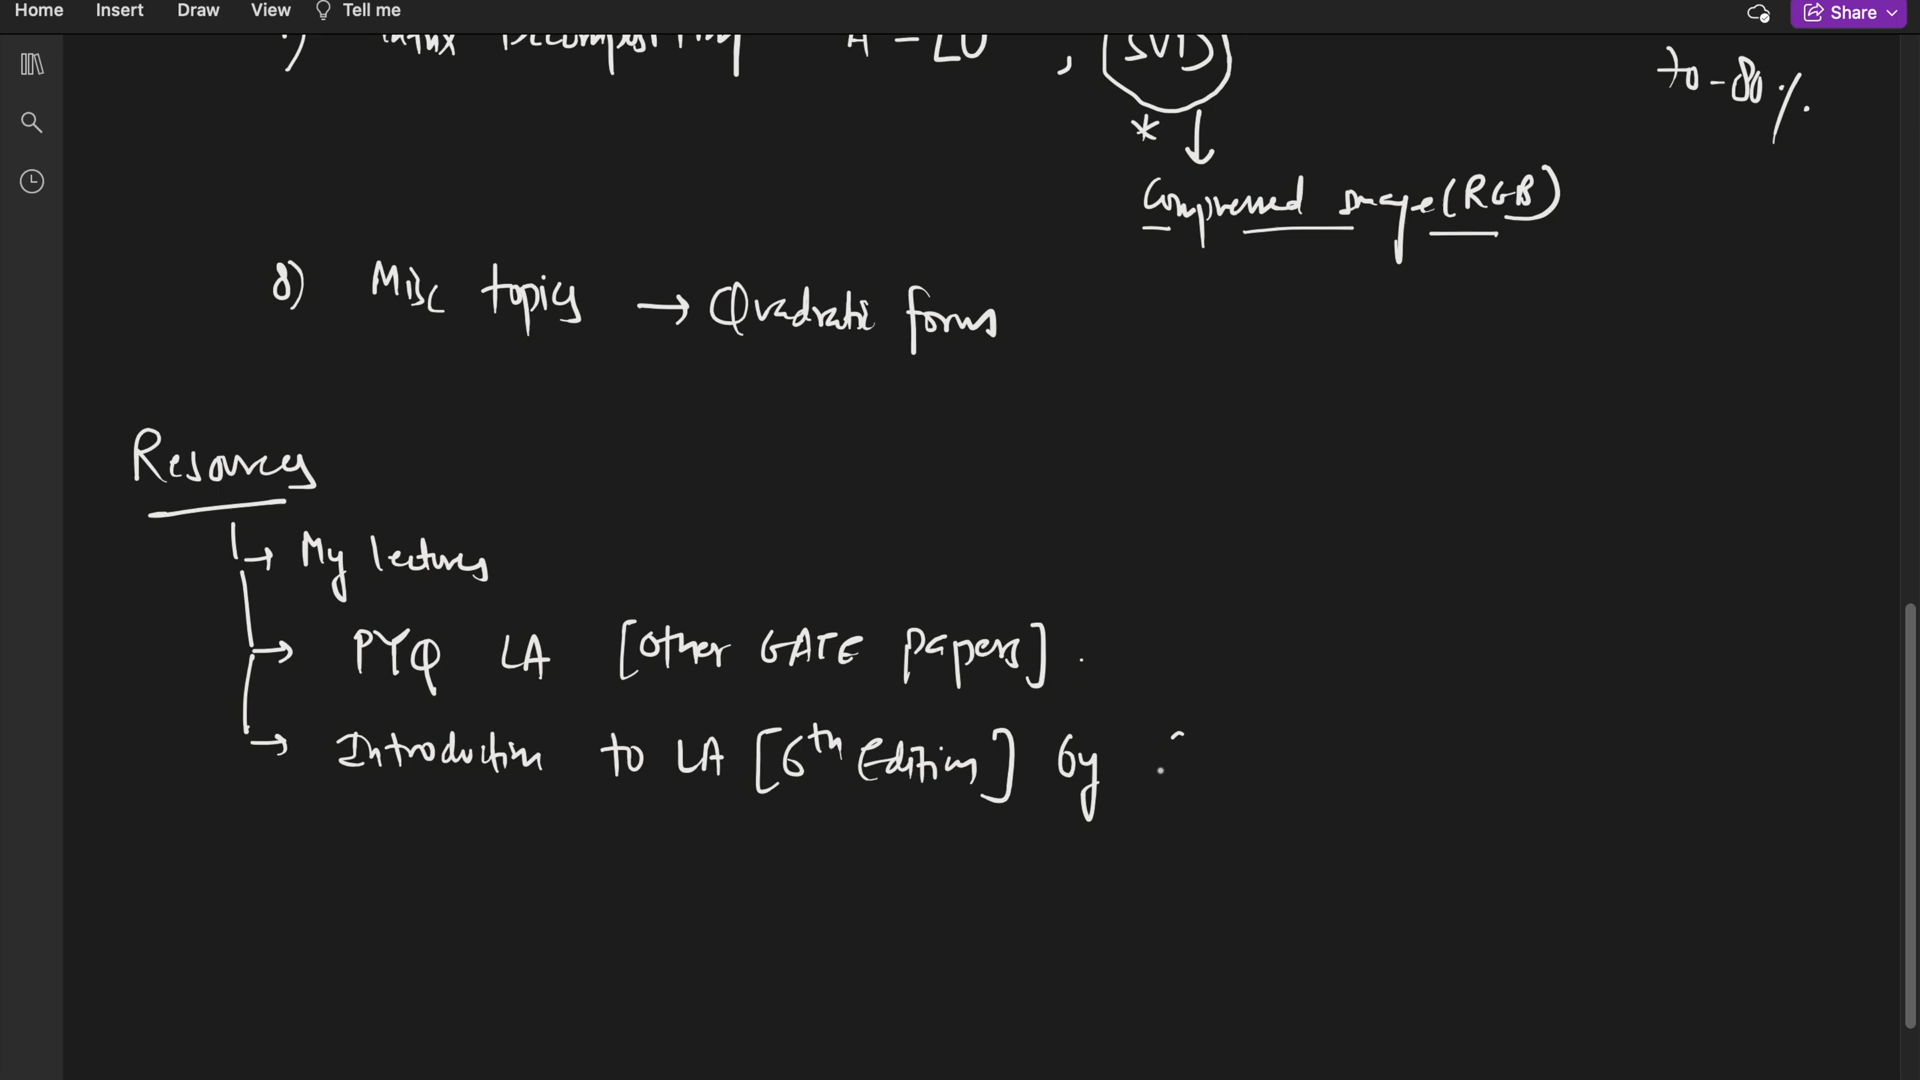 Home Insert Draw View Tell me Share
A = LU , SVD
70-80%
*
Compressed Image (RGB)
8) Misc topics → Quadratic forms
Resources
→ My lectures
→ PYQ LA [Other GATE papers].
→ Introduction to LA [6th Edition] by